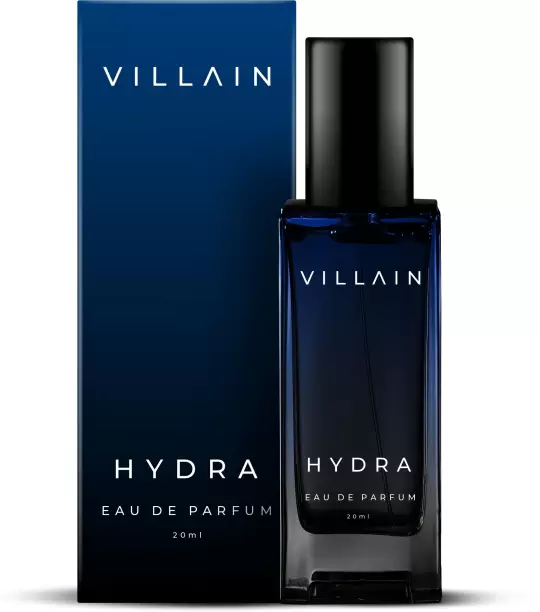 VILLAIN
HYDRA
EAU DE PARFUM
20ml
VILLAIN
HYDRA
EAU DE PARFUM
20ml